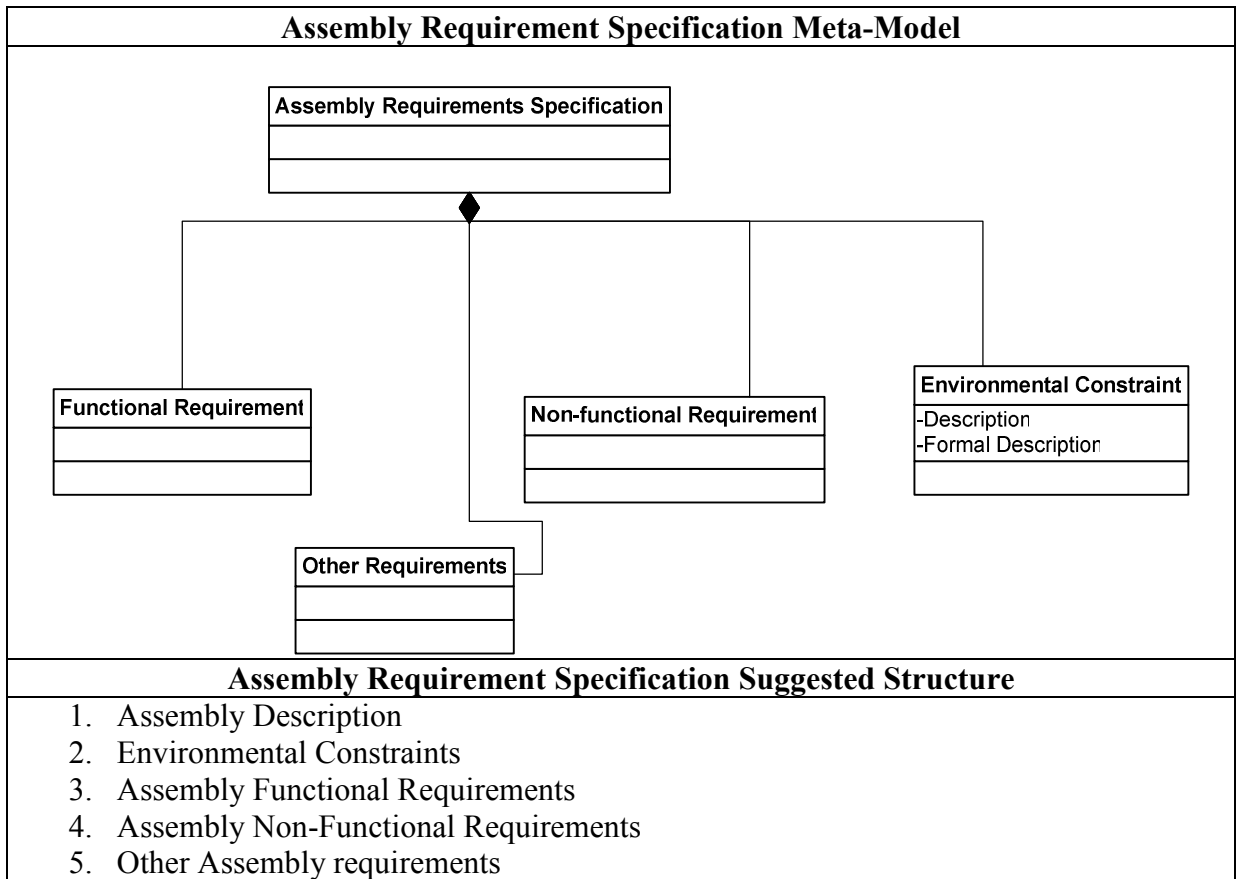 Assembly Requirement Specification Meta-Model
Assembly Requirements Specification
Functional Requirement
Non-functional Requirement
Environmental Constraint
-Description
-Formal Description
Other Requirements
Assembly Requirement Specification Suggested Structure
1. Assembly Description
2. Environmental Constraints
3. Assembly Functional Requirements
4. Assembly Non-Functional Requirements
5. Other Assembly requirements